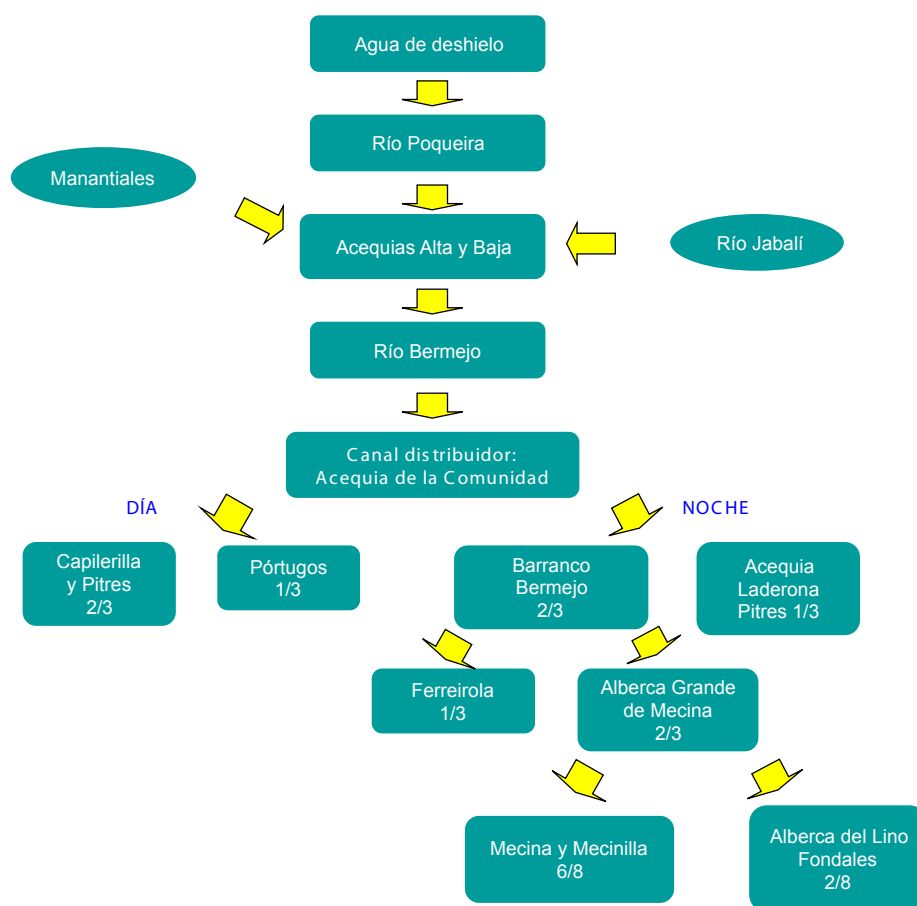 Agua de deshielo
Río Poqueira
Manantiales
Acequias Alta y Baja
Río Jabalí
Río Bermejo
Canal distribuidor:
Acequia de la Comunidad
DÍA
NOCHE
Capilerilla
y Pitres
2/3
Pórtugos
1/3
Barranco
Bermejo
2/3
Acequia
Laderona
Pitres 1/3
Ferreirola
1/3
Alberca Grande
de Mecina
2/3
Mecina y Mecinilla
6/8
Alberca del Lino
Fondales
2/8